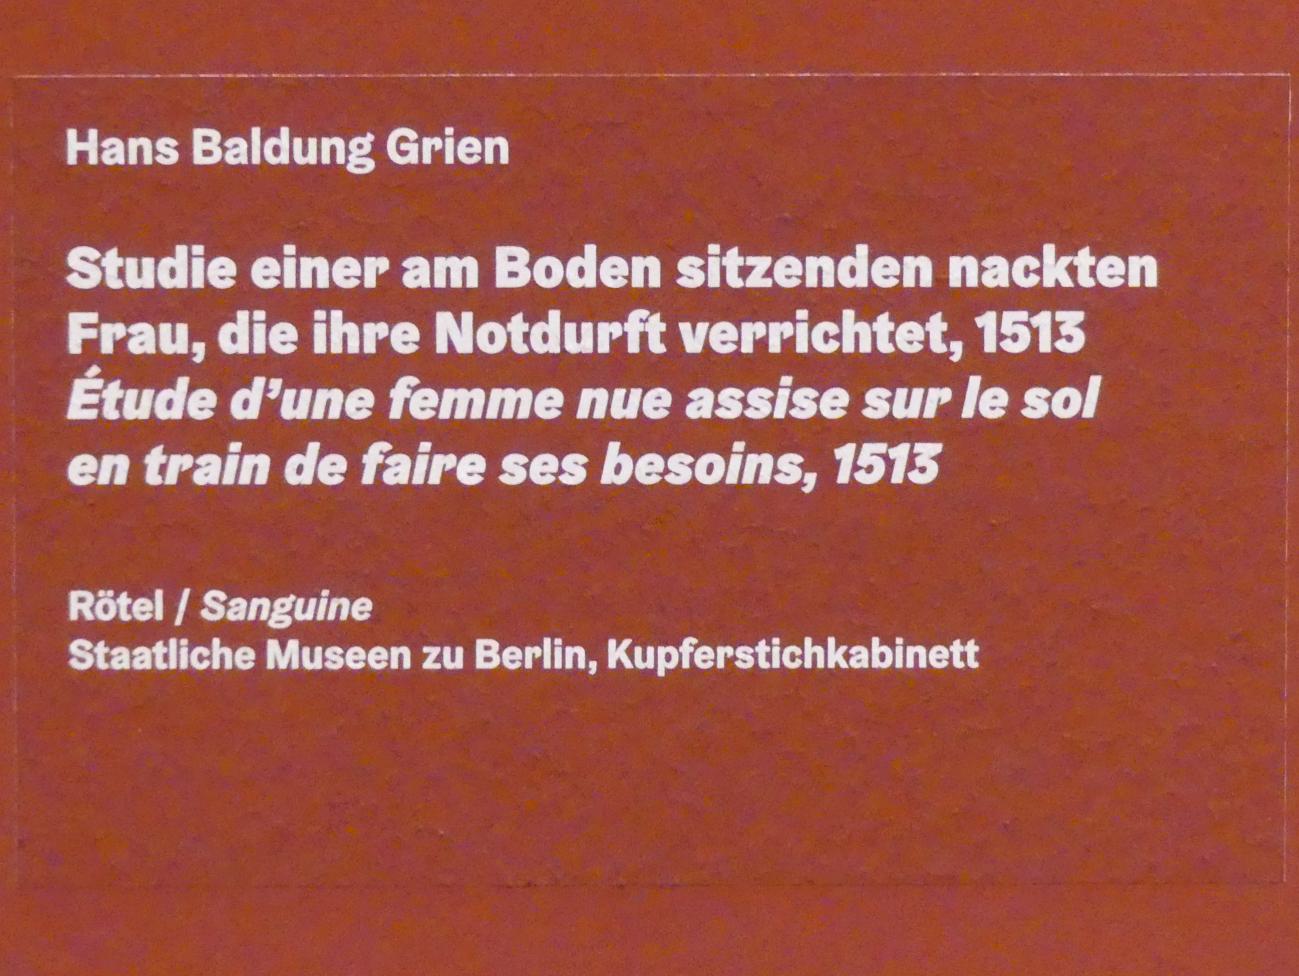 Hans Baldung Grien
Studie einer am Boden sitzenden nackten
Frau, die ihre Notdurft verrichtet, 1513
Étude d’une femme nue assise sur le sol
en train de faire ses besoins, 1513
Rötel / Sanguine
Staatliche Museen zu Berlin, Kupferstichkabinett